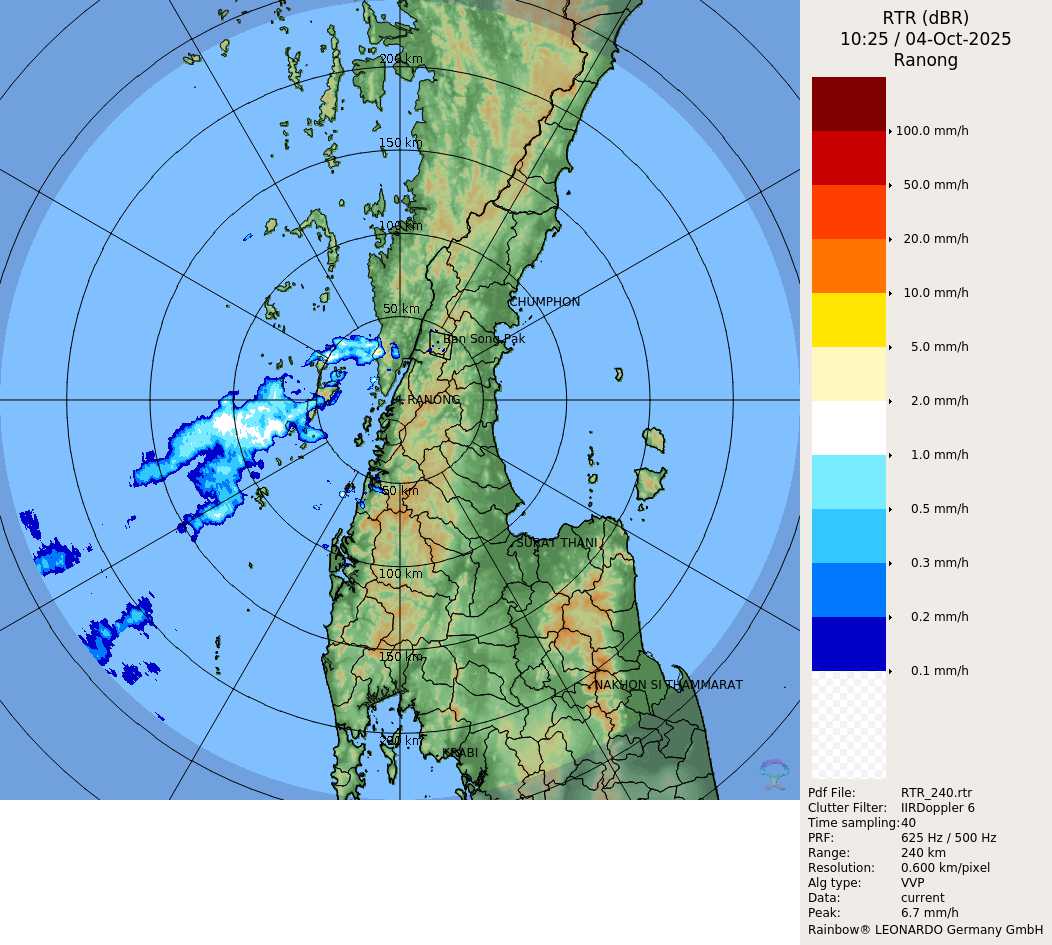 RTR (dBR)
10:25 / 04-Oct-2025
Ranong
200 km
150 km
100 km
50 km
CHUMPHON
Ban Song Pak
RANONG
50 km
SURAT THANI
100 km
150 km
NAKHON SI THAMMARAT
200 km
KRABI
100.0 mm/h
50.0 mm/h
20.0 mm/h
10.0 mm/h
5.0 mm/h
2.0 mm/h
1.0 mm/h
0.5 mm/h
0.3 mm/h
0.2 mm/h
0.1 mm/h
Pdf File: RTR_240.rtr
Clutter Filter: IIRDoppler 6
Time sampling:40
PRF: 625 Hz / 500 Hz
Range: 240 km
Resolution: 0.600 km/pixel
Alg type: VVP
Data: current
Peak: 6.7 mm/h
Rainbow® LEONARDO Germany GmbH